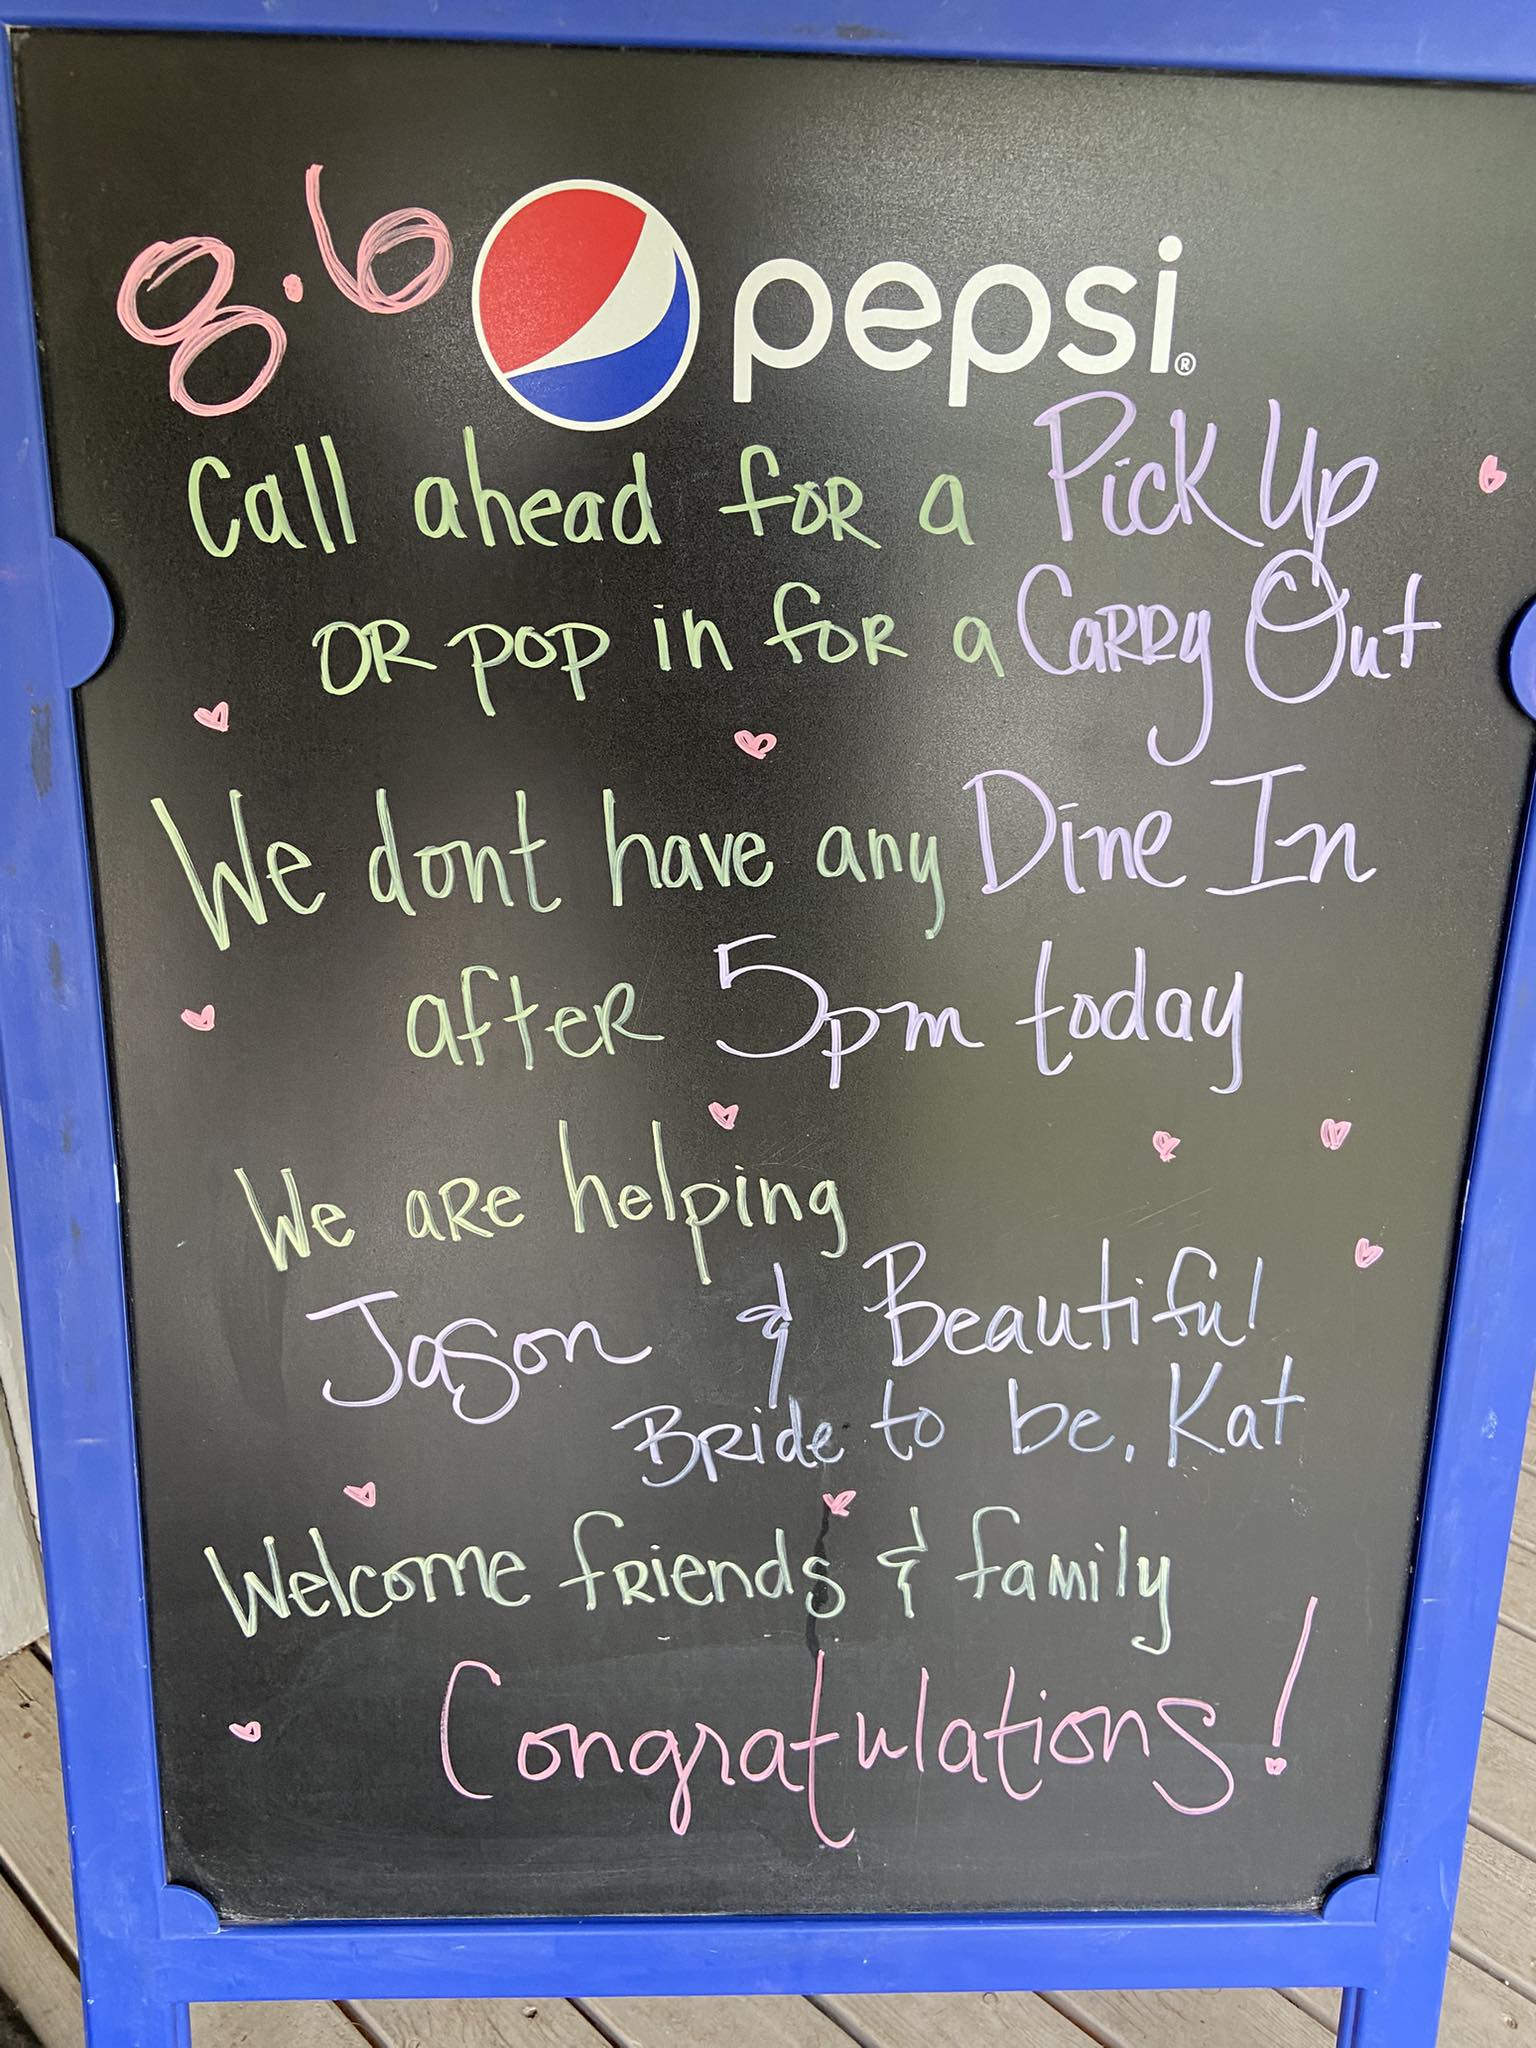 8.6 pepsi®
Call ahead for a Pick Up
or pop in for a Carry Out
We dont have any Dine In
after 5pm today
We are helping
Jason & Beautiful
Bride to be, Kat
Welcome friends & family
Congratulations!